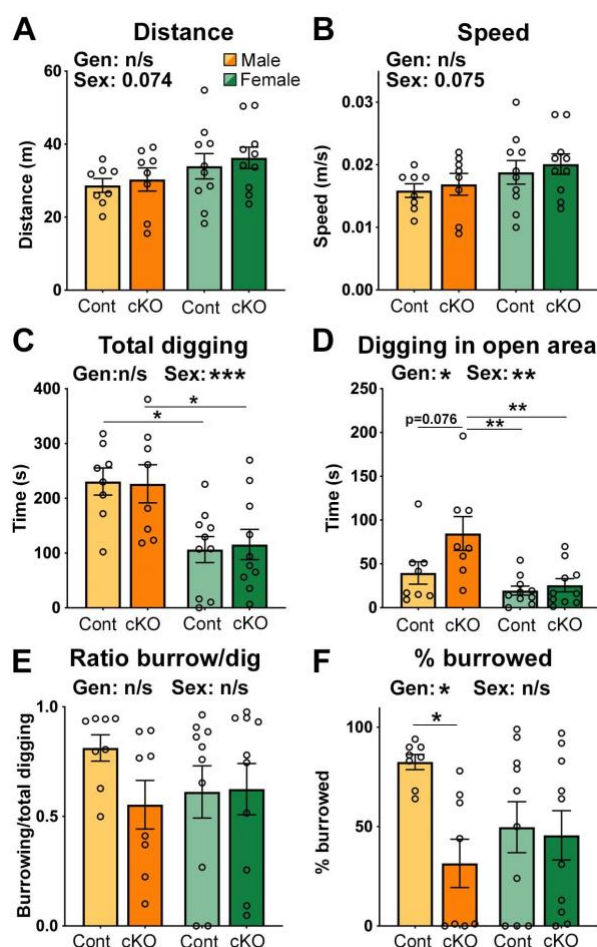 A Distance
Gen: n/s
Sex: 0.074
Male
Female
Distance (m)
60
40
20
0
Cont cKO Cont cKO
B Speed
Gen: n/s
Sex: 0.075
Speed (m/s)
0.03
0.02
0.01
0.00
Cont cKO Cont cKO
C Total digging
Gen:n/s Sex: ***
*
*
Time (s)
400
300
200
100
0
Cont cKO Cont cKO
D Digging in open area
Gen: * Sex: **
p=0.076
**
**
Time (s)
250
200
150
100
50
0
Cont cKO Cont cKO
E Ratio burrow/dig
Gen: n/s Sex: n/s
Burrowing/total digging
1.0
0.5
0.0
Cont cKO Cont cKO
F % burrowed
Gen: * Sex: n/s
*
% burrowed
100
50
0
Cont cKO Cont cKO